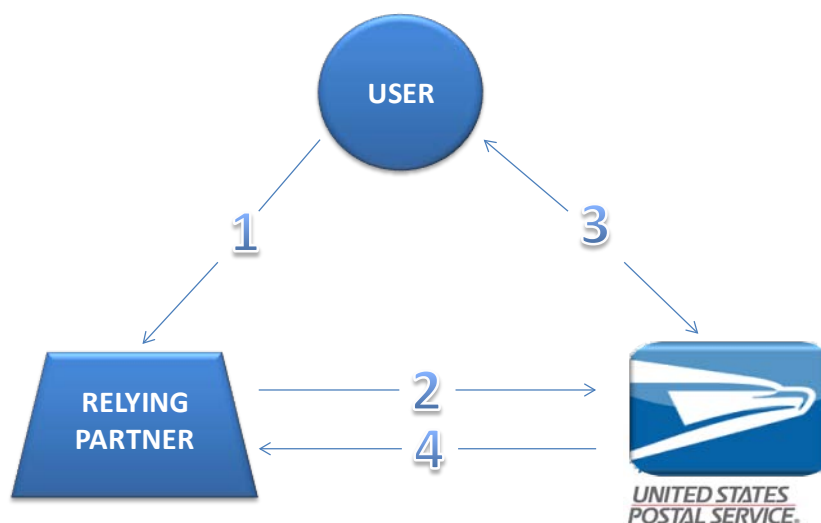 USER
1
3
RELYING
PARTNER
2
4
UNITED STATES
POSTAL SERVICE®